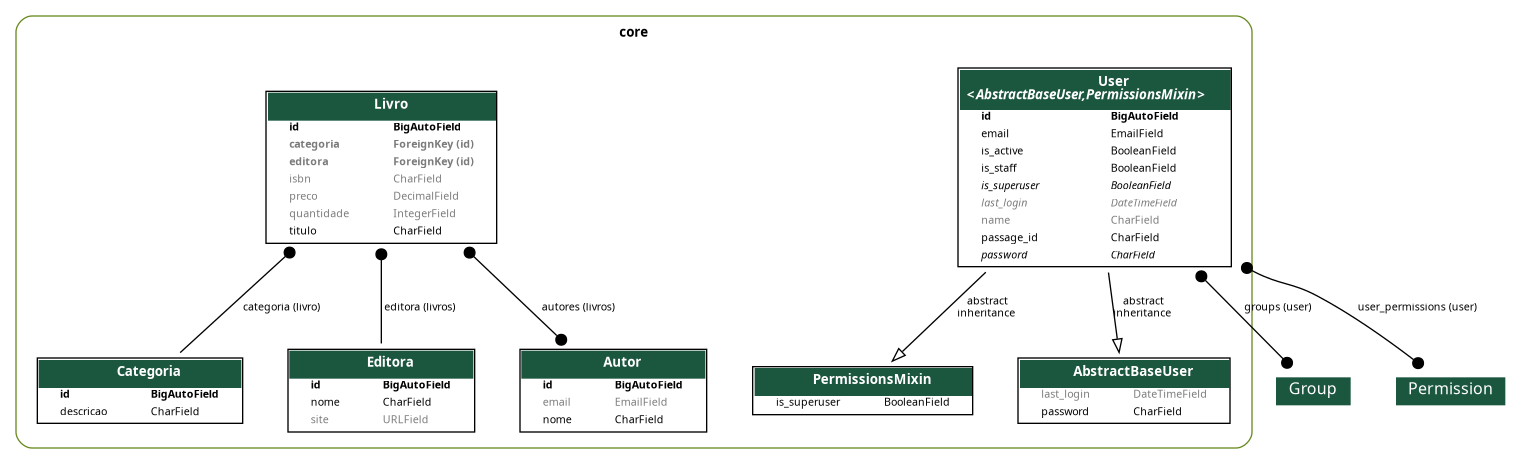 core
Livro
id BigAutoField
categoria ForeignKey (id)
editora ForeignKey (id)
isbn CharField
preco DecimalField
quantidade IntegerField
titulo CharField
User
<AbstractBaseUser,PermissionsMixin>
id BigAutoField
email EmailField
is_active BooleanField
is_staff BooleanField
is_superuser BooleanField
last_login DateTimeField
name CharField
passage_id CharField
password CharField
categoria (livro)
editora (livros)
autores (livros)
abstract
inheritance
abstract
inheritance
groups (user)
user_permissions (user)
Categoria
id BigAutoField
descricao CharField
Editora
id BigAutoField
nome CharField
site URLField
Autor
id BigAutoField
email EmailField
nome CharField
PermissionsMixin
is_superuser BooleanField
AbstractBaseUser
last_login DateTimeField
password CharField
Group
Permission